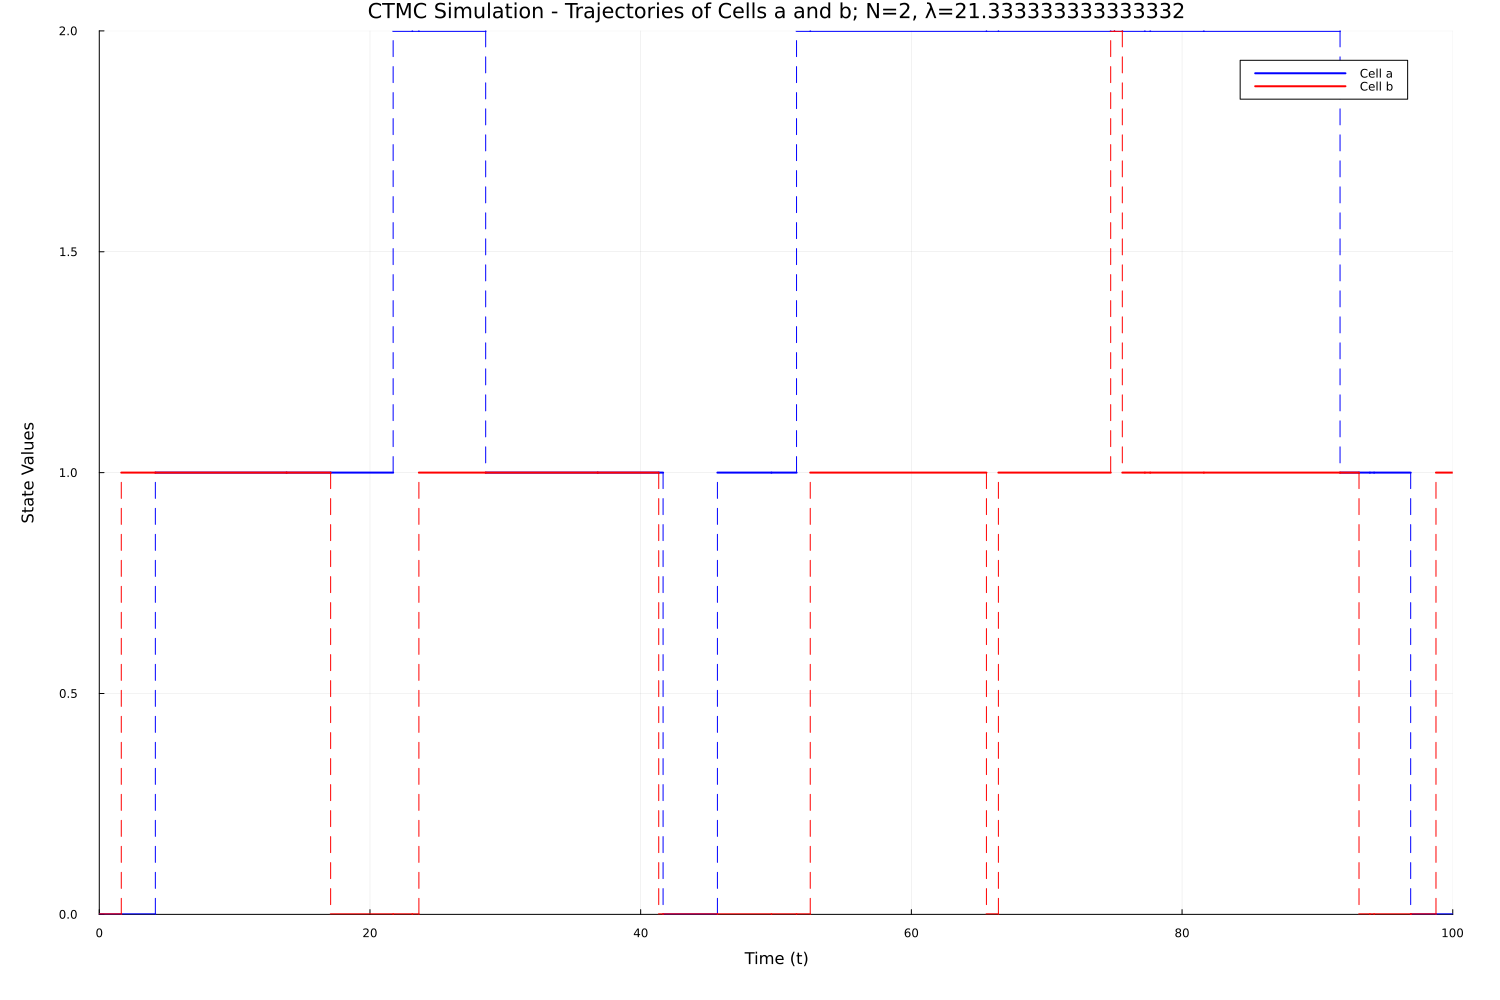 CTMC Simulation - Trajectories of Cells a and b; N=2, λ=21.333333333333332
2.0
Cell a
Cell b
1.5
1.0
State Values
0.5
0.0
0 20 40 60 80 100
Time (t)